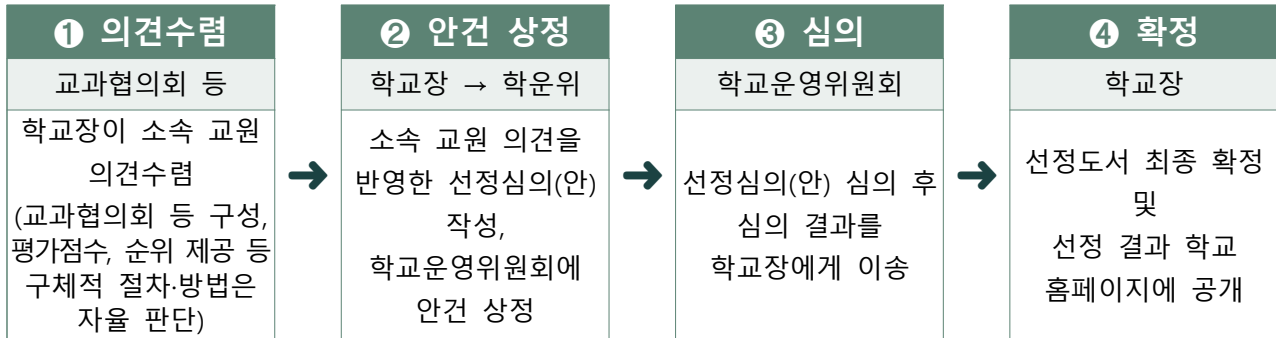 ❶ 의견수렴
교과협의회 등
학교장이 소속 교원
의견수렴
(교과협의회 등 구성,
평가점수, 순위 제공 등
구체적 절차·방법은
자율 판단)
➜
❷ 안건 상정
학교장 → 학운위
소속 교원 의견을
반영한 선정심의(안)
작성,
학교운영위원회에
안건 상정
➜
❸ 심의
학교운영위원회
선정심의(안) 심의 후
심의 결과를
학교장에게 이송
➜
❹ 확정
학교장
선정도서 최종 확정
및
선정 결과 학교
홈페이지에 공개